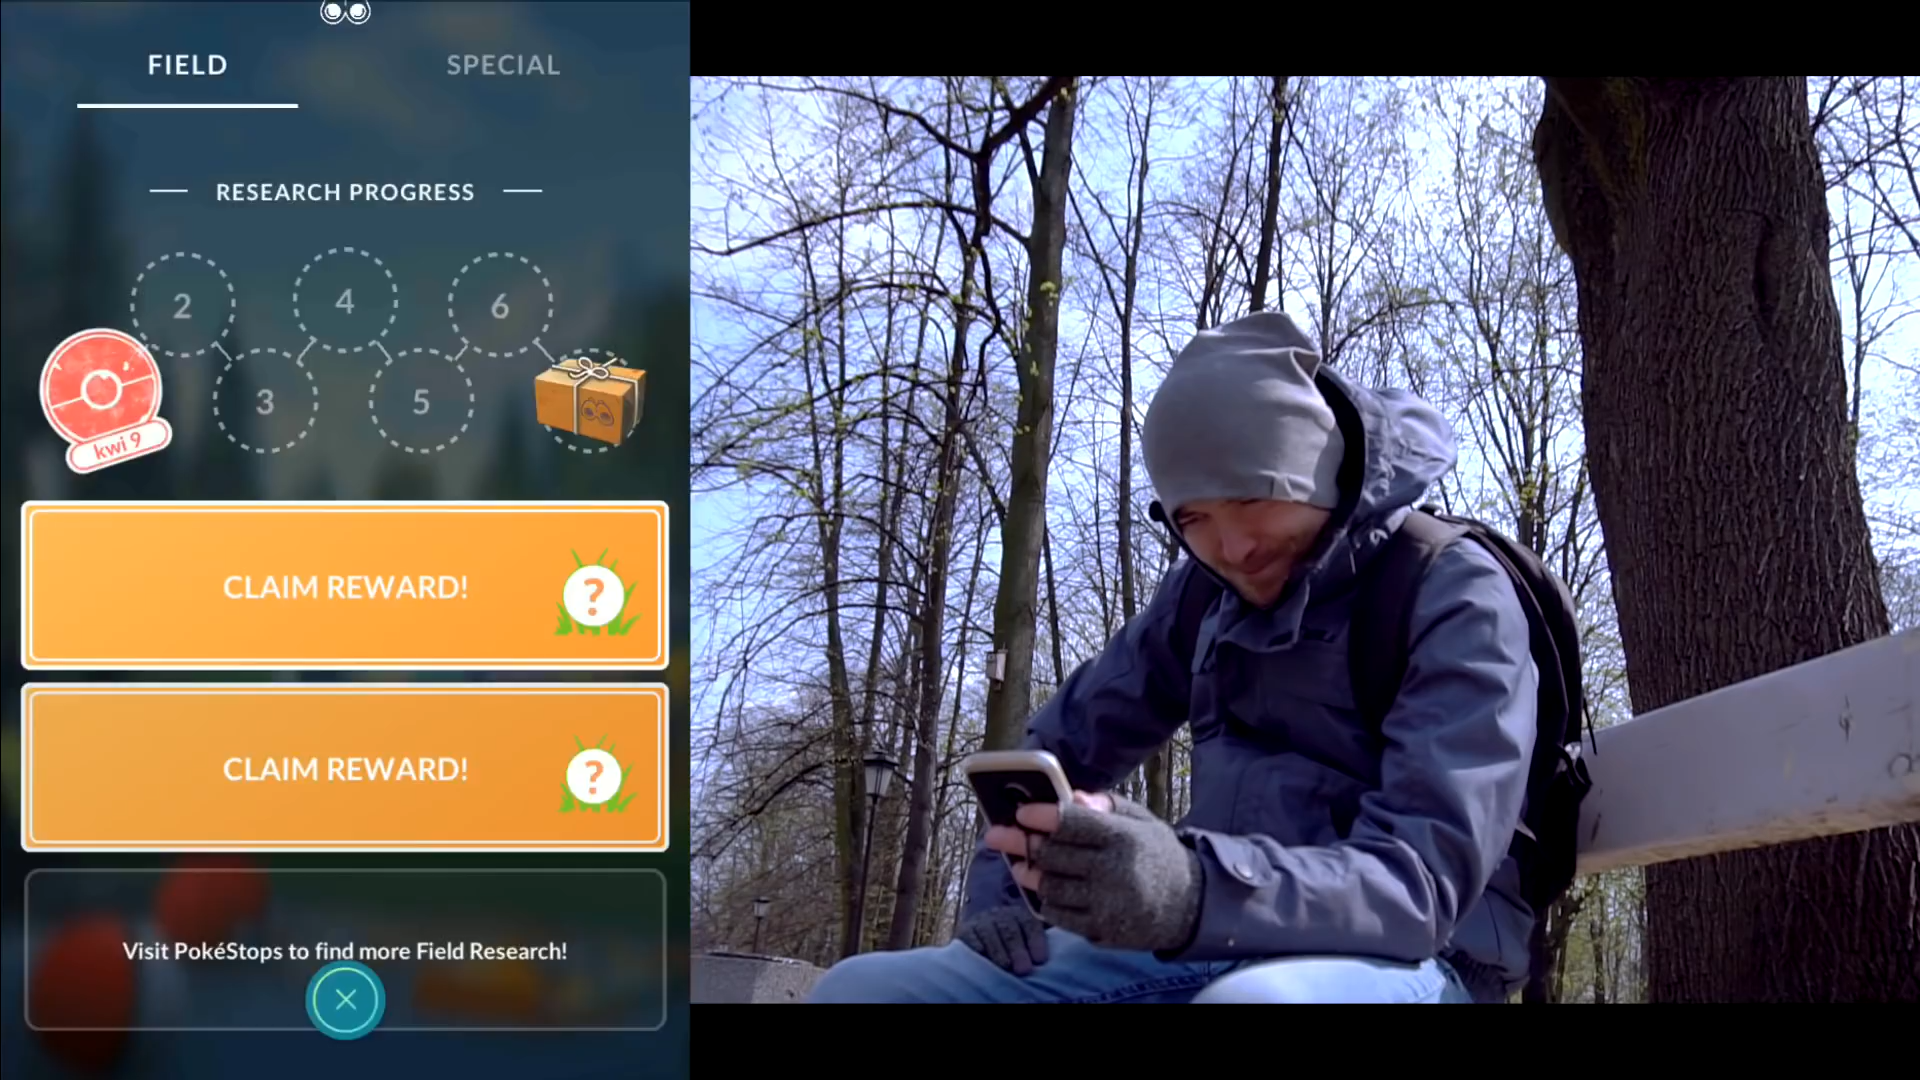 FIELD
SPECIAL
RESEARCH PROGRESS
2
4
6
3
5
kwi 9
CLAIM REWARD!
?
CLAIM REWARD!
?
Visit PokéStops to find more Field Research!